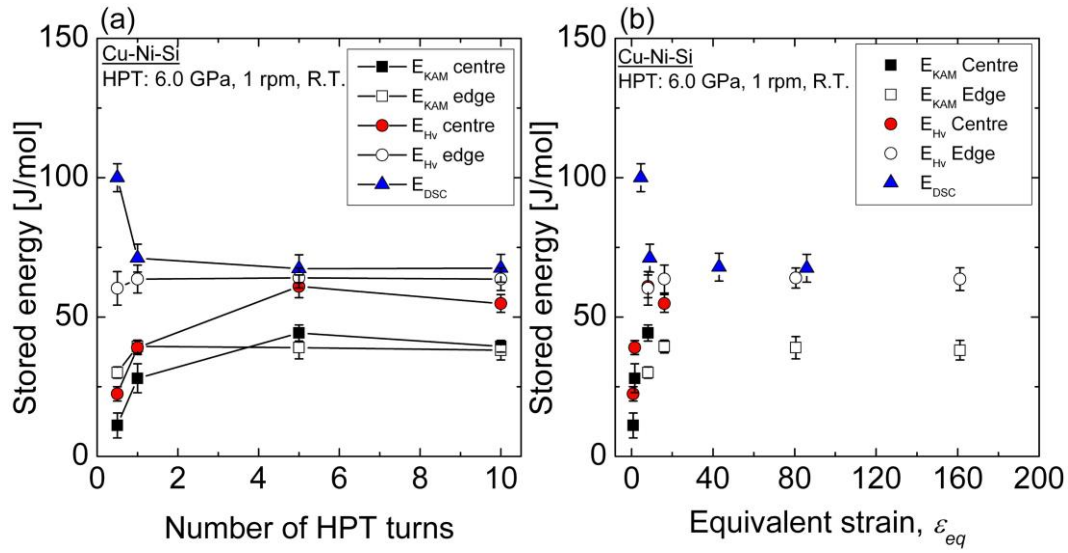 (a)
150
100
50
0
Stored energy [J/mol]
Cu-Ni-Si
HPT: 6.0 GPa, 1 rpm, R.T.
E_KAM centre
E_KAM edge
E_Hv centre
E_Hv edge
E_DSC
0 2 4 6 8 10
Number of HPT turns
(b)
150
100
50
0
Stored energy [J/mol]
Cu-Ni-Si
HPT: 6.0 GPa, 1 rpm, R.T.
E_KAM Centre
E_KAM Edge
E_Hv Centre
E_Hv Edge
E_DSC
0 40 80 120 160 200
Equivalent strain, ε_eq